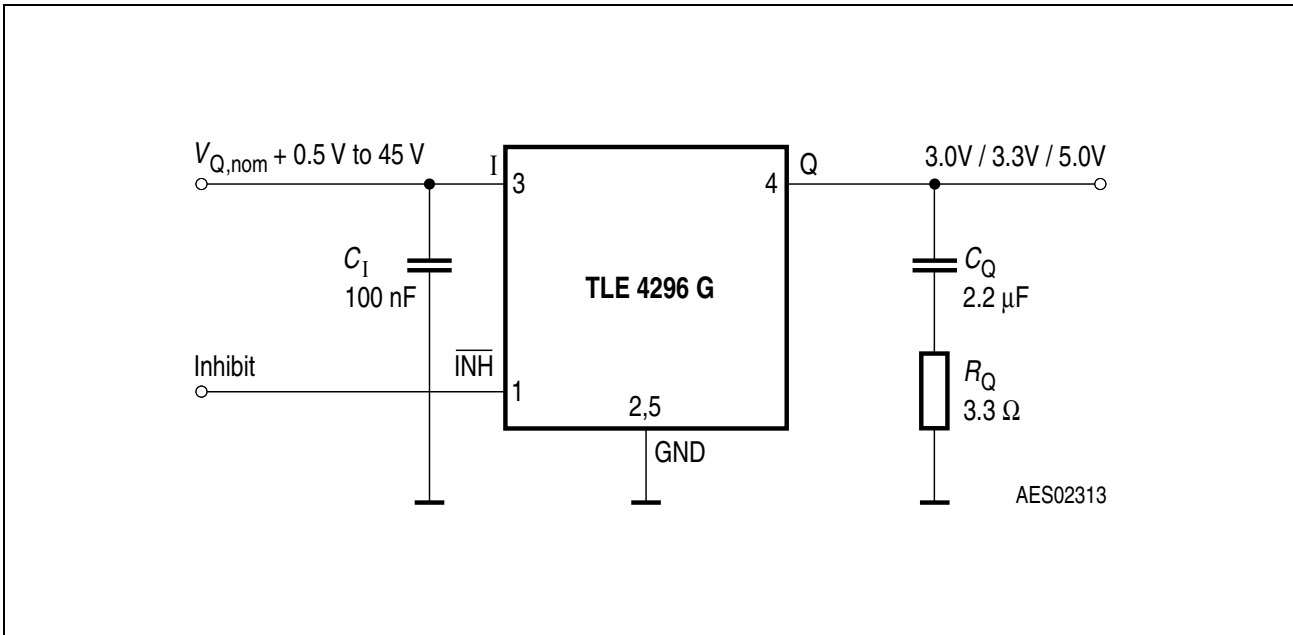 V_Q,nom + 0.5 V to 45 V
I
3
C_I
100 nF
Inhibit
I̅N̅H̅
1
TLE 4296 G
2,5
GND
4
Q
3.0V / 3.3V / 5.0V
C_Q
2.2 µF
R_Q
3.3 Ω
AES02313